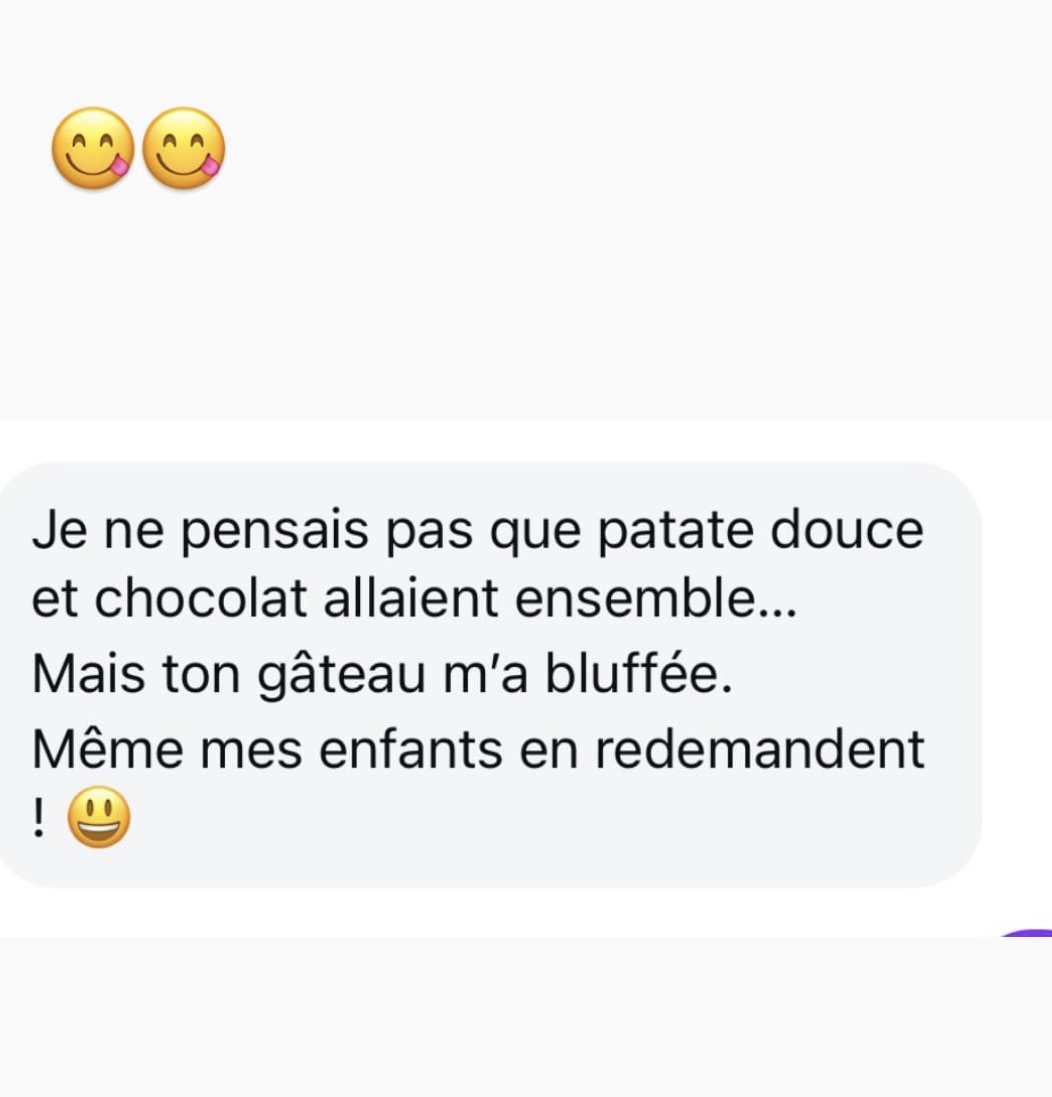 😋😋
Je ne pensais pas que patate douce
et chocolat allaient ensemble...
Mais ton gâteau m’a bluffée.
Même mes enfants en redemandent
! 😃